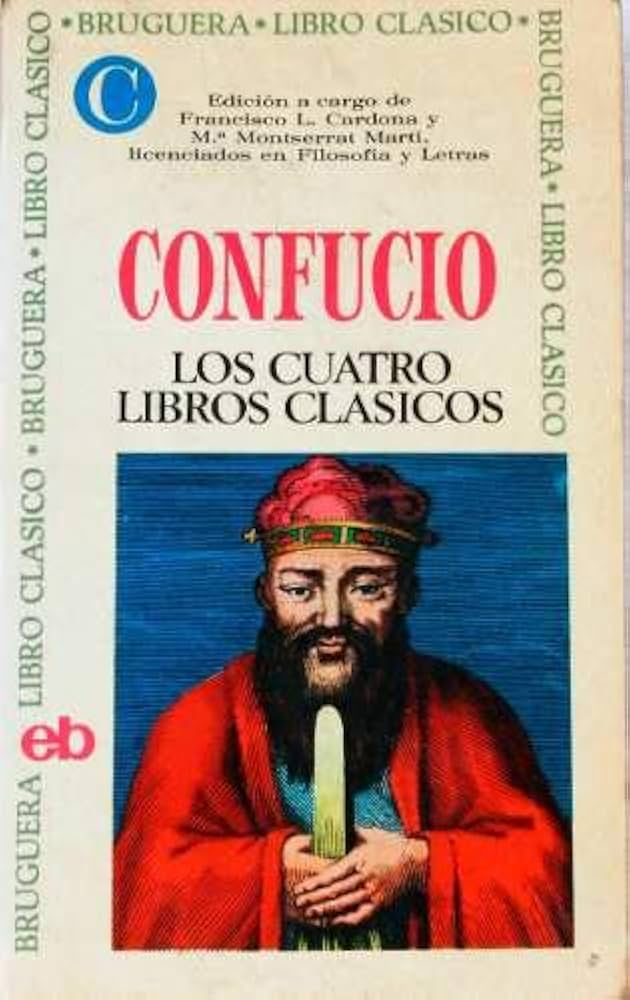 • BRUGUERA • LIBRO CLASICO •
BRUGUERA • LIBRO CLASICO
BRUGUERA LIBRO CLASICO • BRUGUERA • LIBRO CLASICO
C
Edición a cargo de
Francisco L. Cardona y
M.ª Montserrat Martí,
licenciados en Filosofía y Letras
CONFUCIO
LOS CUATRO
LIBROS CLASICOS
eb